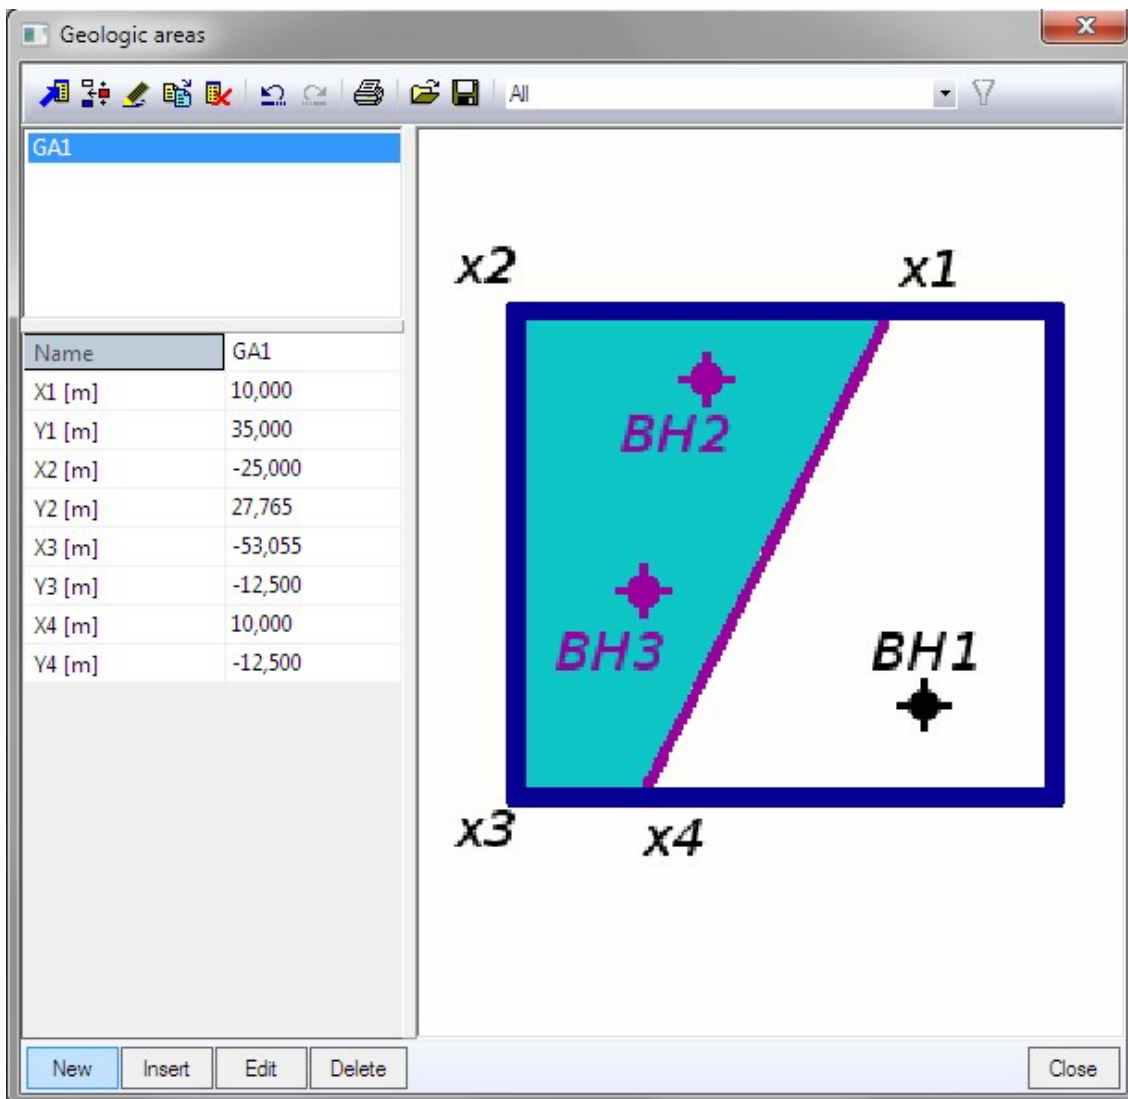 Geologic areas
All
GA1
Name GA1
X1 [m] 10,000
Y1 [m] 35,000
X2 [m] -25,000
Y2 [m] 27,765
X3 [m] -53,055
Y3 [m] -12,500
X4 [m] 10,000
Y4 [m] -12,500
x2 x1
BH2
BH3 BH1
x3 x4
New Insert Edit Delete Close